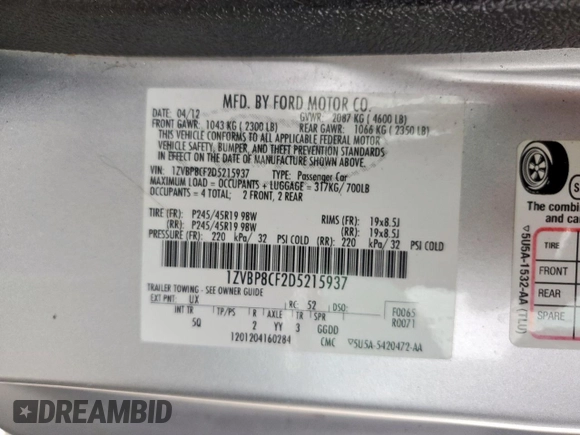 MFD. BY FORD MOTOR CO.
DATE: 04/12 GVWR: 2087 KG ( 4600 LB)
FRONT GAWR: 1043 KG ( 2300 LB) REAR GAWR: 1066 KG ( 2350 LB)
THIS VEHICLE CONFORMS TO ALL APPLICABLE FEDERAL MOTOR
VEHICLE SAFETY, BUMPER, AND THEFT PREVENTION STANDARDS
IN EFFECT ON THE DATE OF MANUFACTURE SHOWN ABOVE.
VIN: 1ZVBP8CF2D5215937 TYPE: Passenger Car
MAXIMUM LOAD = OCCUPANTS + LUGGAGE = 317KG/ 700LB
OCCUPANTS = 4 TOTAL; 2 FRONT, 2 REAR
TIRE (FR): P245/45R19 98W RIMS (FR): 19x8.5J
(RR): P245/45R19 98W (RR): 19x8.5J
PRESSURE (FR): 220 kPa/ 32 PSI COLD (RR): 220 kPa/ 32 PSI COLD
1ZVBP8CF2D5215937
TRAILER TOWING - SEE OWNER GUIDE
EXT PNT: UX RC: 52 DSO:
INT TR TP/PS R AXLE TR SPR F0065
SQ 2 YY 3 GGDD R0071
1201204160284 CMC ▽5U5A-5420472-AA
The combine
and car
TIRE
FRONT
REAR
SPARE
▽5U5A-1532-AA (TLU)
DREAMBID